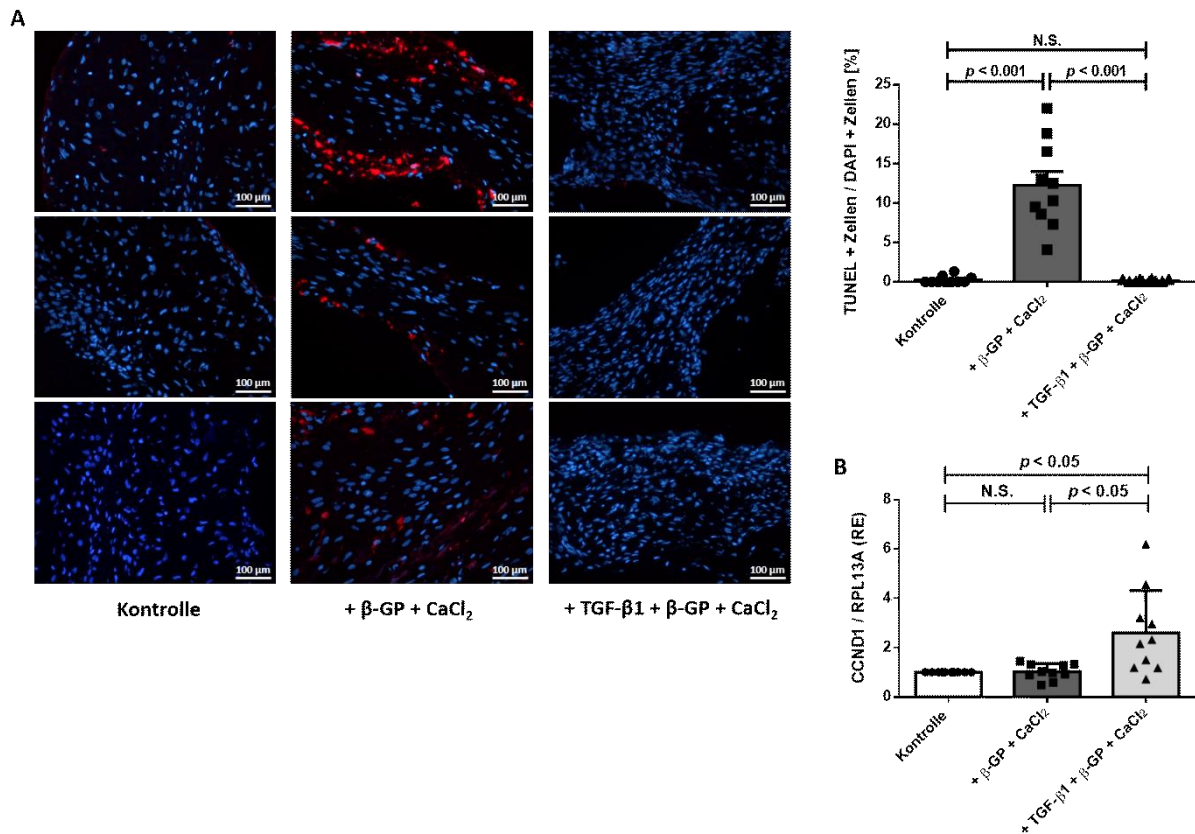 A
100 µm
100 µm
100 µm
100 µm
100 µm
100 µm
100 µm
100 µm
100 µm
Kontrolle
+ β-GP + CaCl₂
+ TGF-β1 + β-GP + CaCl₂
N.S.
p < 0.001
p < 0.001
TUNEL + Zellen / DAPI + Zellen [%]
25
20
15
10
5
0
Kontrolle
+ β-GP + CaCl₂
+ TGF-β1 + β-GP + CaCl₂
B
p < 0.05
N.S.
p < 0.05
CCND1 / RPL13A (RE)
8
6
4
2
0
Kontrolle
+ β-GP + CaCl₂
+ TGF-β1 + β-GP + CaCl₂